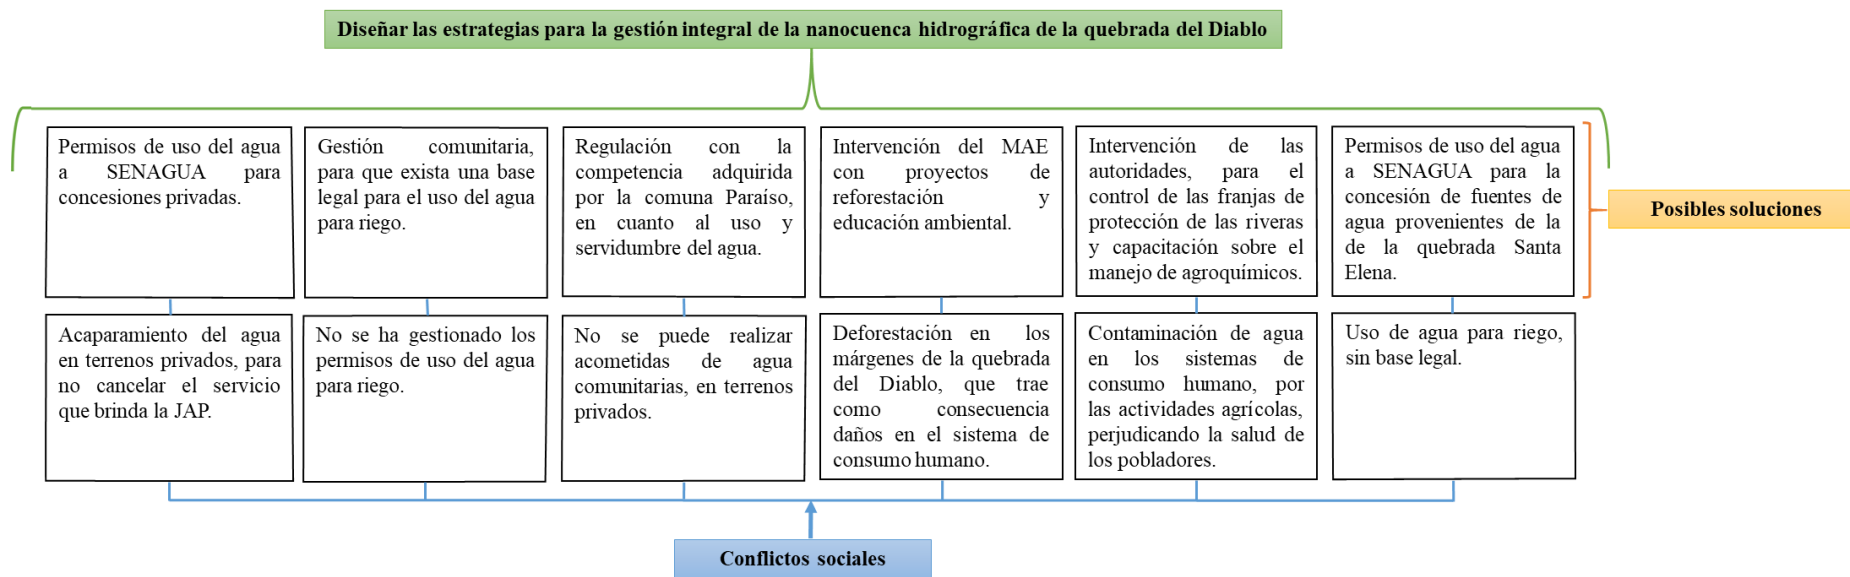 Diseñar las estrategias para la gestión integral de la nanocuenca hidrográfica de la quebrada del Diablo
Permisos de uso del agua
a SENAGUA para
concesiones privadas.
Gestión comunitaria,
para que exista una base
legal para el uso del agua
para riego.
Regulación con la
competencia adquirida
por la comuna Paraíso,
en cuanto al uso y
servidumbre del agua.
Intervención del MAE
con proyectos de
reforestación y
educación ambiental.
Intervención de las
autoridades, para el
control de las franjas de
protección de las riveras
y capacitación sobre el
manejo de agroquímicos.
Permisos de uso del agua
a SENAGUA para la
concesión de fuentes de
agua provenientes de la
de la quebrada Santa
Elena.
Posibles soluciones
Acaparamiento del agua
en terrenos privados, para
no cancelar el servicio
que brinda la JAP.
No se ha gestionado los
permisos de uso del agua
para riego.
No se puede realizar
acometidas de agua
comunitarias, en terrenos
privados.
Deforestación en los
márgenes de la quebrada
del Diablo, que trae
como consecuencia
daños en el sistema de
consumo humano.
Contaminación de agua
en los sistemas de
consumo humano, por
las actividades agrícolas,
perjudicando la salud de
los pobladores.
Uso de agua para riego,
sin base legal.
Conflictos sociales